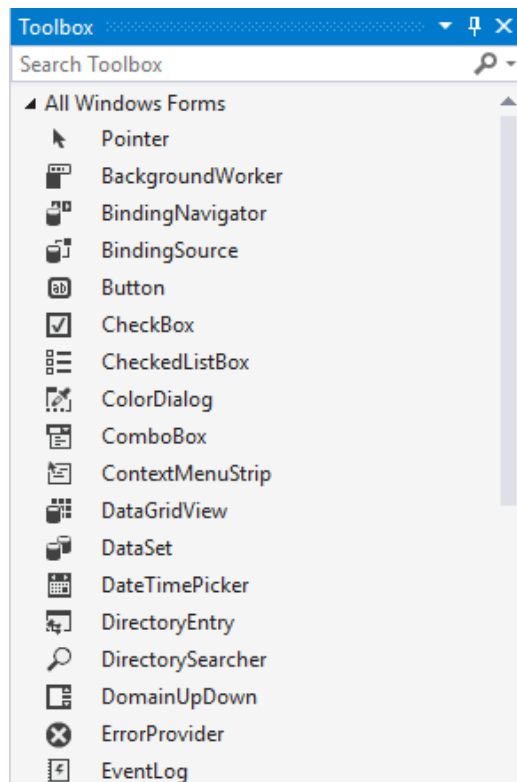 Toolbox
Search Toolbox
All Windows Forms
Pointer
BackgroundWorker
BindingNavigator
BindingSource
Button
CheckBox
CheckedListBox
ColorDialog
ComboBox
ContextMenuStrip
DataGridView
DataSet
DateTimePicker
DirectoryEntry
DirectorySearcher
DomainUpDown
ErrorProvider
EventLog